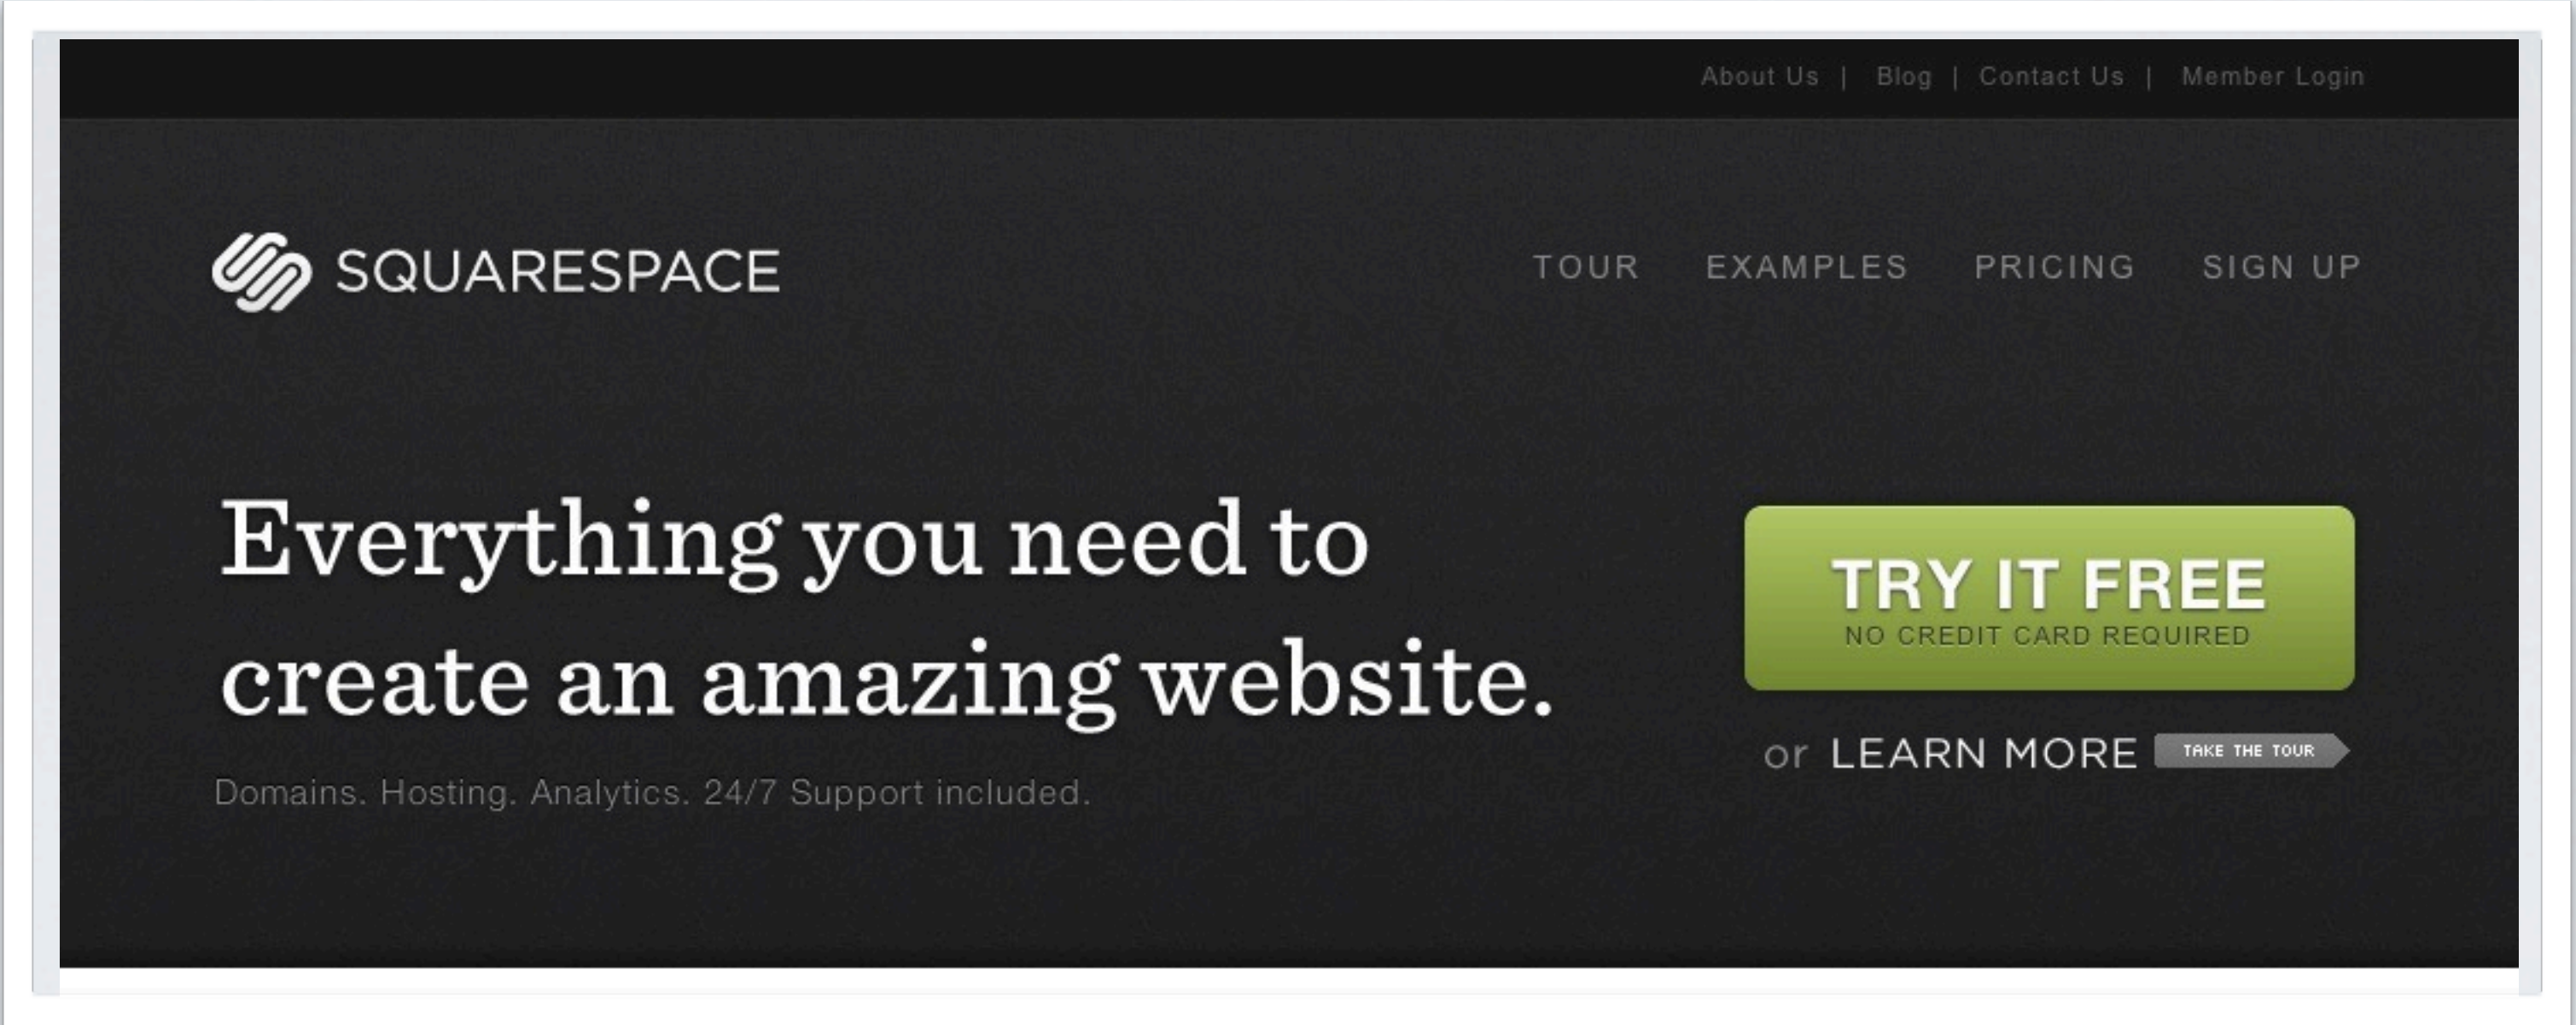 About Us | Blog | Contact Us | Member Login
SQUARESPACE
TOUR EXAMPLES PRICING SIGN UP
Everything you need to
create an amazing website.
Domains. Hosting. Analytics. 24/7 Support included.
TRY IT FREE
NO CREDIT CARD REQUIRED
or LEARN MORE TAKE THE TOUR